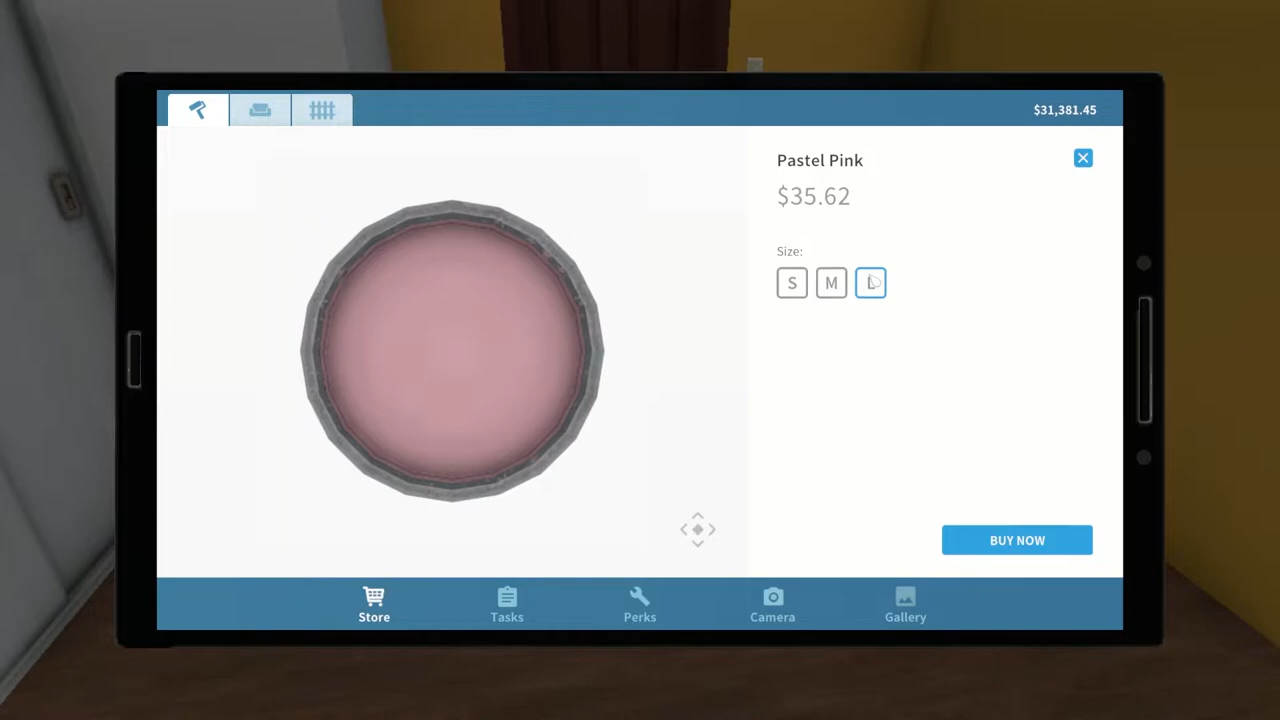 $31,381.45
Pastel Pink
$35.62
Size:
S M L
BUY NOW
Store Tasks Perks Camera Gallery